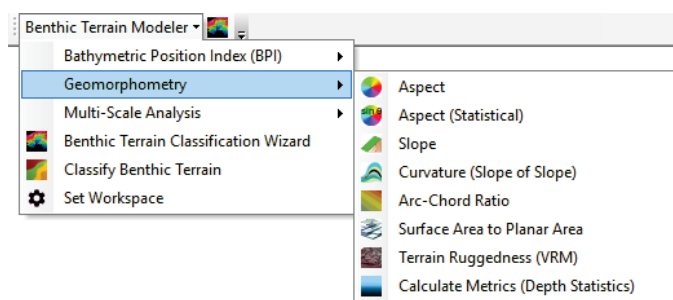 Benthic Terrain Modeler
Bathymetric Position Index (BPI)
Geomorphometry
Multi-Scale Analysis
Benthic Terrain Classification Wizard
Classify Benthic Terrain
Set Workspace
Aspect
sin θ
Aspect (Statistical)
Slope
Curvature (Slope of Slope)
Arc-Chord Ratio
Surface Area to Planar Area
Terrain Ruggedness (VRM)
Calculate Metrics (Depth Statistics)